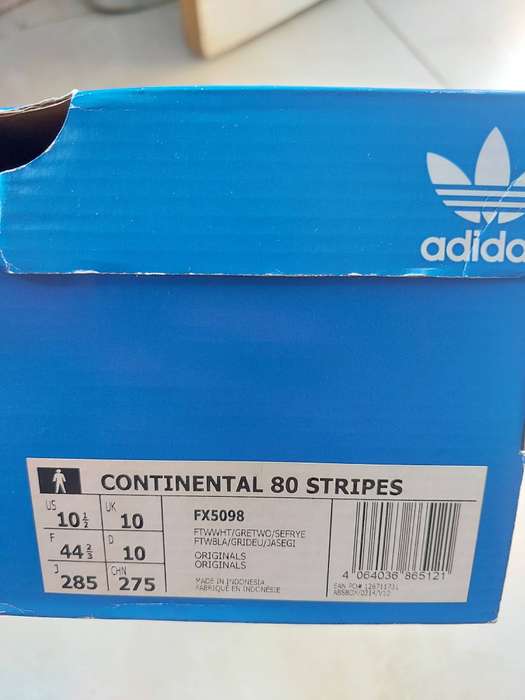 adidas
CONTINENTAL 80 STRIPES
US 10½ UK 10
F 44⅔ D 10
J 285 CHN 275
FX5098
FTWWHT/GRETWO/SEFRYE
FTWBLA/GRIDEU/JASEGI
ORIGINALS
ORIGINALS
MADE IN INDONESIA
FABRIQUÉ EN INDONÉSIE
4 064036 865121